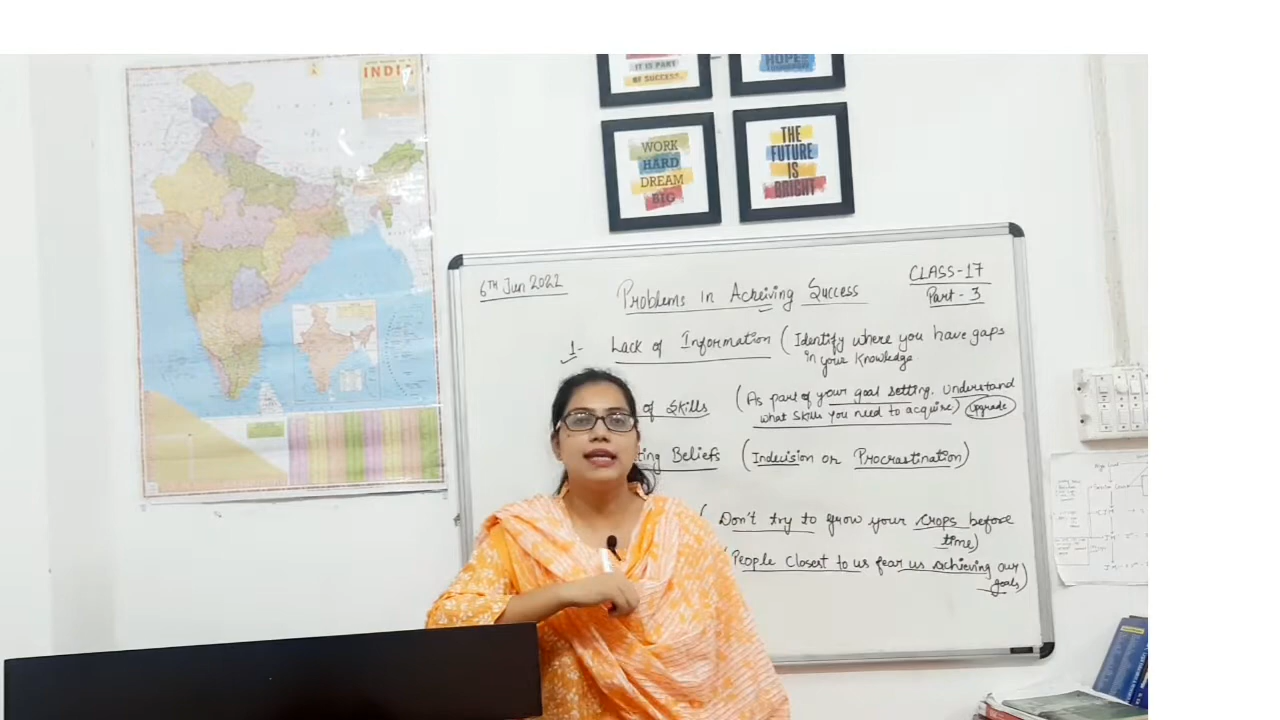 INDIA
IT IS PART
OF SUCCESS.
HOPE
WORK
HARD
DREAM
BIG
THE
FUTURE
IS
BRIGHT
6TH Jun 2022
Problems in Acheiving Success
CLASS-17
Part-3
1- Lack of Information (Identify where you have gaps
in your Knowledge
of Skills (As part of your goal setting. Understand
what skills you need to acquire) Upgrade
ting Beliefs (Indecision or Procrastination)
(Don't try to grow your crops before
time)
(People closest to us fear us achieving our
goals)